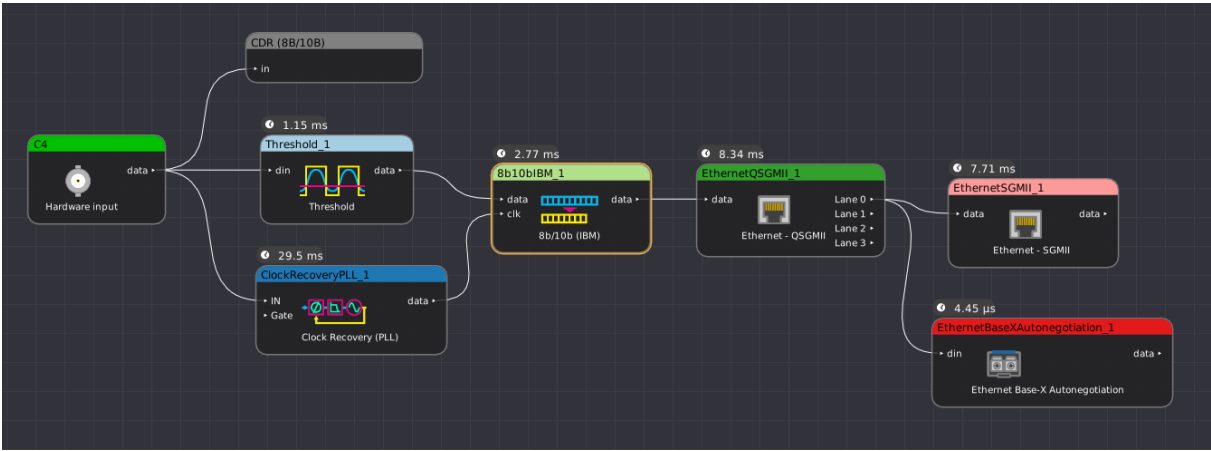 CDR (8B/10B)
in
C4
data
Hardware input
1.15 ms
Threshold_1
din
data
Threshold
29.5 ms
ClockRecoveryPLL_1
IN
Gate
data
Clock Recovery (PLL)
2.77 ms
8b10bIBM_1
data
data
clk
8b/10b (IBM)
8.34 ms
EthernetQSGMII_1
data
Lane 0
Lane 1
Lane 2
Lane 3
Ethernet - QSGMII
7.71 ms
EthernetSGMII_1
data
data
Ethernet - SGMII
4.45 µs
EthernetBaseXAutonegotiation_1
din
data
Ethernet Base-X Autonegotiation